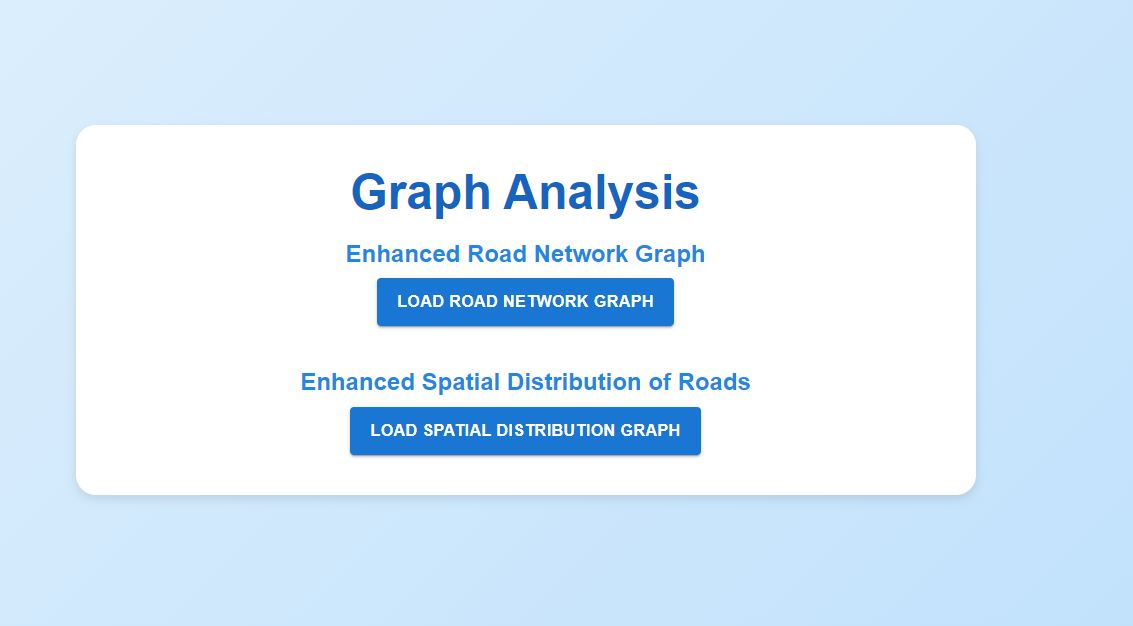 Graph Analysis
Enhanced Road Network Graph
LOAD ROAD NETWORK GRAPH
Enhanced Spatial Distribution of Roads
LOAD SPATIAL DISTRIBUTION GRAPH